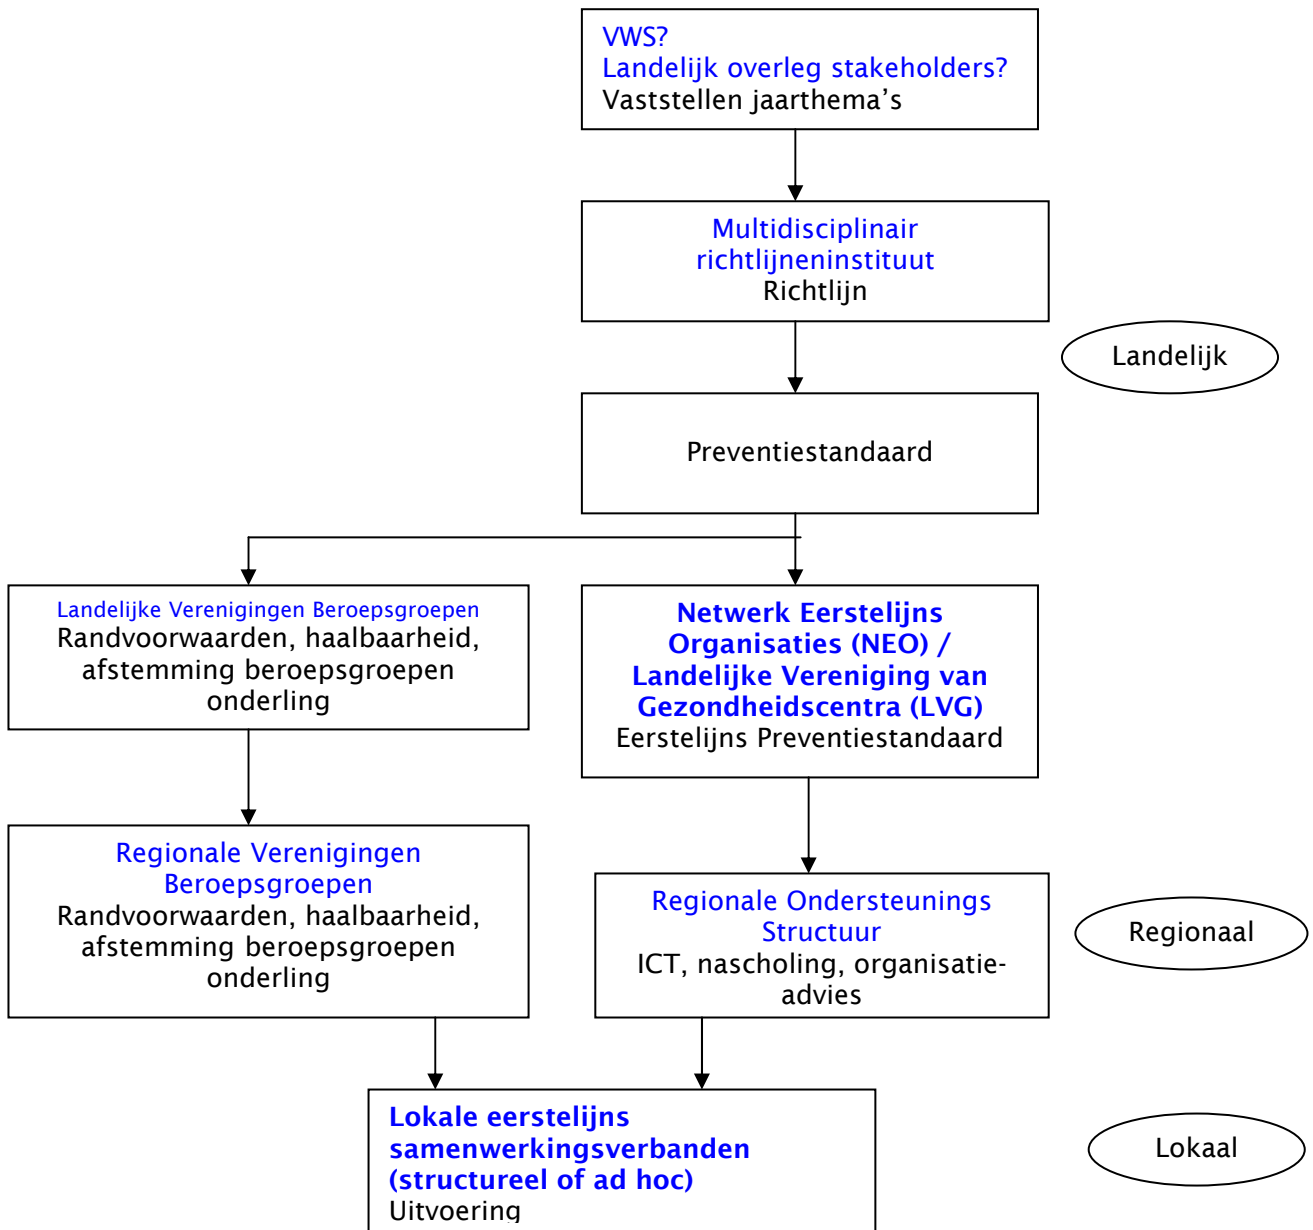 VWS?
Landelijk overleg stakeholders?
Vaststellen jaarthema's
Multidisciplinair
richtlijneninstituut
Richtlijn
Landelijk
Preventiestandaard
Landelijke Verenigingen Beroepsgroepen
Randvoorwaarden, haalbaarheid,
afstemming beroepsgroepen
onderling
Netwerk Eerstelijns
Organisaties (NEO) /
Landelijke Vereniging van
Gezondheidscentra (LVG)
Eerstelijns Preventiestandaard
Regionale Verenigingen
Beroepsgroepen
Randvoorwaarden, haalbaarheid,
afstemming beroepsgroepen
onderling
Regionale Ondersteunings
Structuur
ICT, nascholing, organisatie-
advies
Regionaal
Lokale eerstelijns
samenwerkingsverbanden
(structureel of ad hoc)
Uitvoering
Lokaal